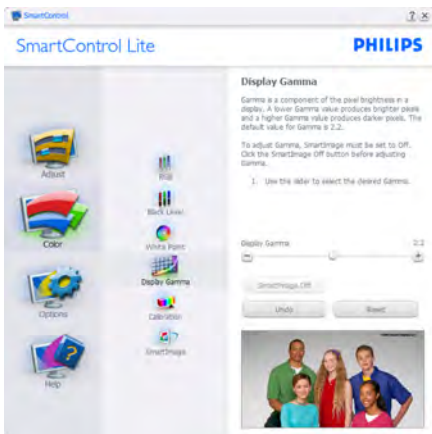 SmartControl
SmartControl Lite
PHILIPS
Adjust
Color
Options
Help
RGB
Black Level
White Point
Display Gamma
Calibration
SmartImage
Display Gamma
Gamma is a component of the pixel brightness in a
display. A lower Gamma value produces brighter pixels
and a higher Gamma value produces darker pixels. The
default value for Gamma is 2.2.
To adjust Gamma, SmartImage must be set to Off.
Click the SmartImage Off button before adjusting
Gamma.
1. Use the slider to select the desired Gamma.
Display Gamma 2.2
SmartImage Off
Undo Reset